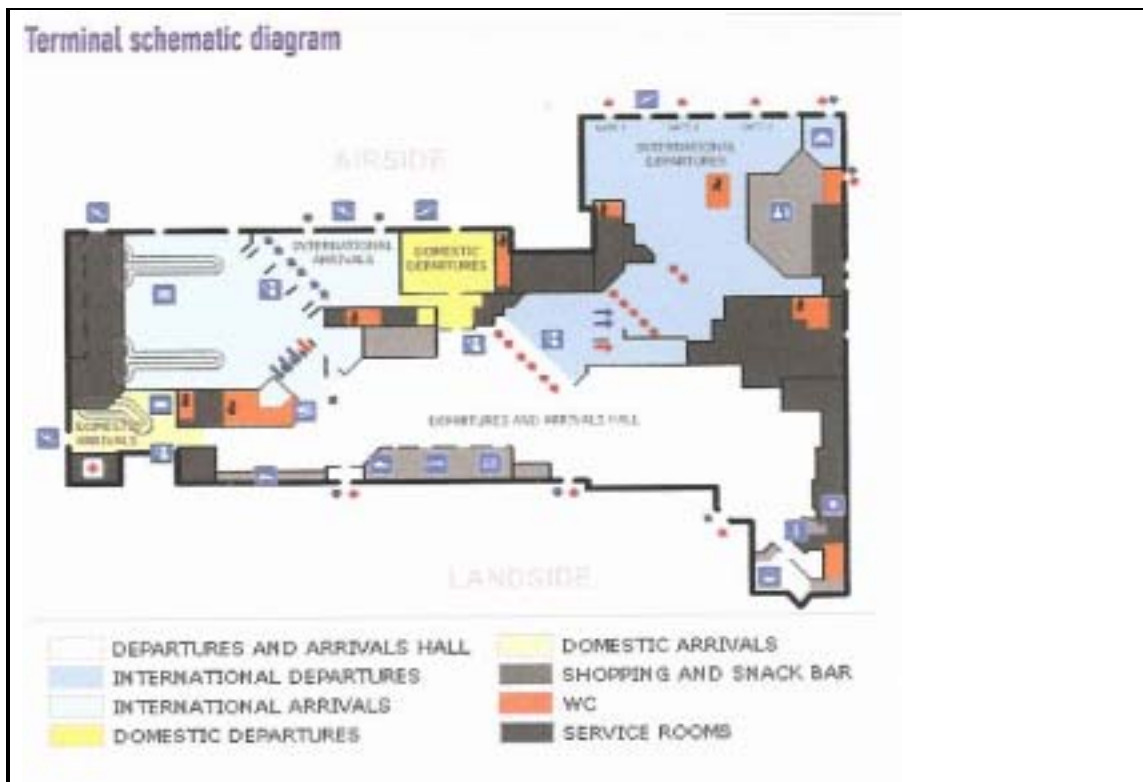 Terminal schematic diagram
AIRSIDE
INTERNATIONAL
DEPARTURES
INTERNATIONAL
ARRIVALS
DOMESTIC
DEPARTURES
DEPARTURES AND ARRIVALS HALL
DOMESTIC
ARRIVALS
LANDSIDE
DEPARTURES AND ARRIVALS HALL
INTERNATIONAL DEPARTURES
INTERNATIONAL ARRIVALS
DOMESTIC DEPARTURES
DOMESTIC ARRIVALS
SHOPPING AND SNACK BAR
WC
SERVICE ROOMS